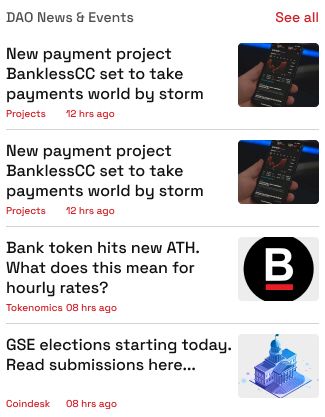 DAO News & Events
See all
New payment project
BanklessCC set to take
payments world by storm
Projects 12 hrs ago
New payment project
BanklessCC set to take
payments world by storm
Projects 12 hrs ago
Bank token hits new ATH.
What does this mean for
hourly rates?
Tokenomics 08 hrs ago
B
GSE elections starting today.
Read submissions here...
Coindesk 08 hrs ago